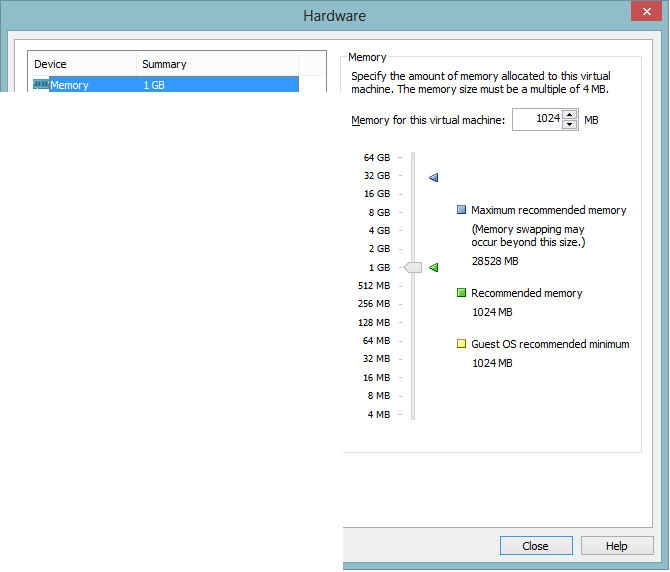 Hardware
Device Summary
Memory 1 GB
Memory
Specify the amount of memory allocated to this virtual
machine. The memory size must be a multiple of 4 MB.
Memory for this virtual machine: 1024 MB
64 GB
32 GB
16 GB
8 GB
4 GB
2 GB
1 GB
512 MB
256 MB
128 MB
64 MB
32 MB
16 MB
8 MB
4 MB
Maximum recommended memory
(Memory swapping may
occur beyond this size.)
28528 MB
Recommended memory
1024 MB
Guest OS recommended minimum
1024 MB
Close Help